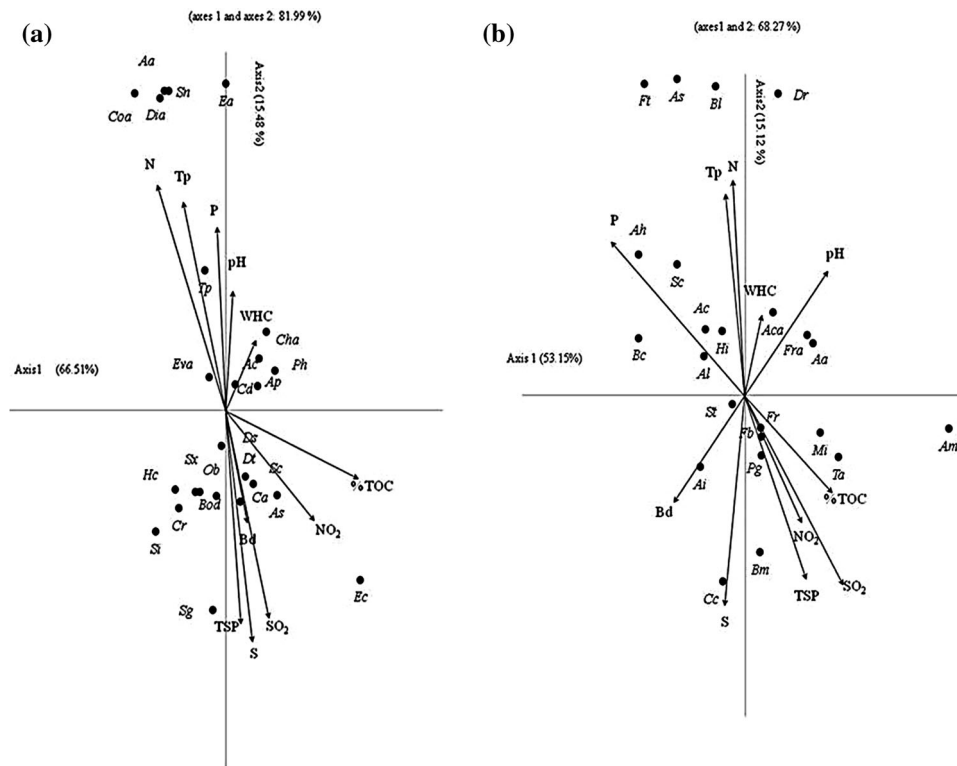 (axes 1 and axes 2: 81.99 %)
(a)
Axis2 (15.48 %)
Aa
Sn
Ea
Coa
Dia
N
Tp
P
pH
Tp
WHC
Cha
Eva
Ac
Ph
Cd
Ap
Axis1 (66.51%)
Ds
Sx
Ob
Dt
Sc
Hc
Boa
Ca
As
%TOC
Cr
NO2
Bd
Si
Ec
Sg
TSP
SO2
S
(axes1 and 2: 68.27%)
(b)
Axis2 (15.12 %)
Ft
As
Bl
Dr
Tp
N
P
Ah
pH
Sc
WHC
Ac
Aca
Hi
Fra
Aa
Bc
Al
Axis 1 (53.15%)
St
Fr
Fb
Mi
Am
Pg
Ta
Ai
%TOC
Bd
NO2
Bm
Cc
TSP
SO2
S